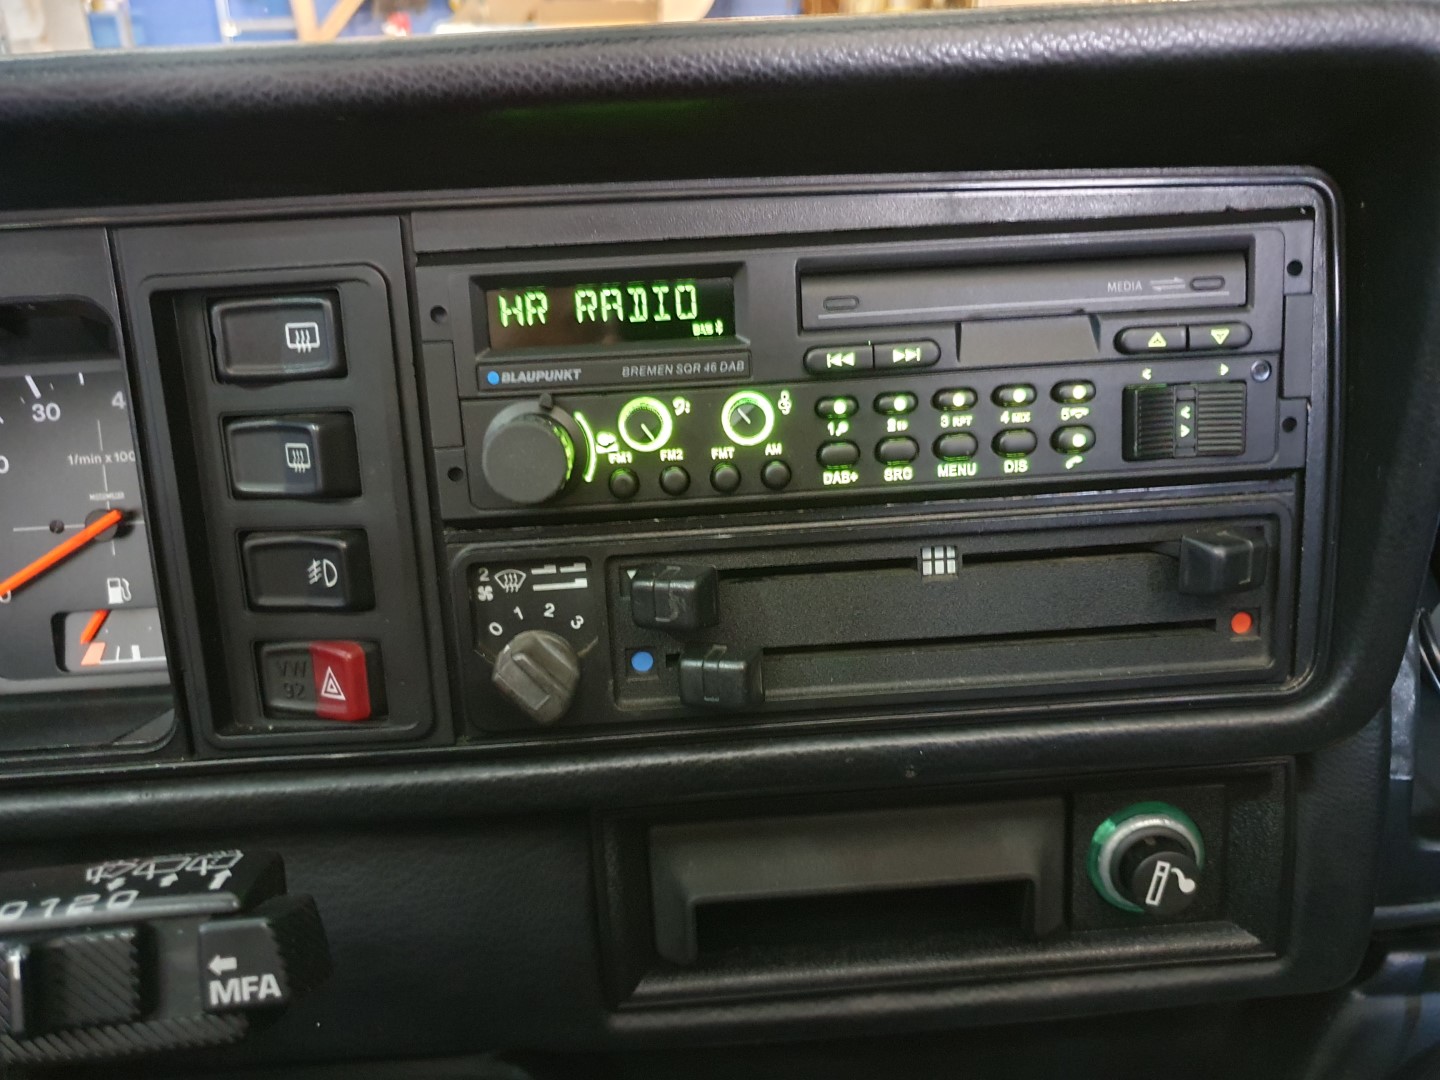 WR RADIO
DAB
MEDIA
BLAUPUNKT BREMEN SQR 46 DAB
FM1 FM2 FMT AM
1 2 3 RPT 4 MIX 5
DAB+ SRC MENU DIS
30 4
1/min x 100
2
0 1 2 3
VW
92
0120
MFA